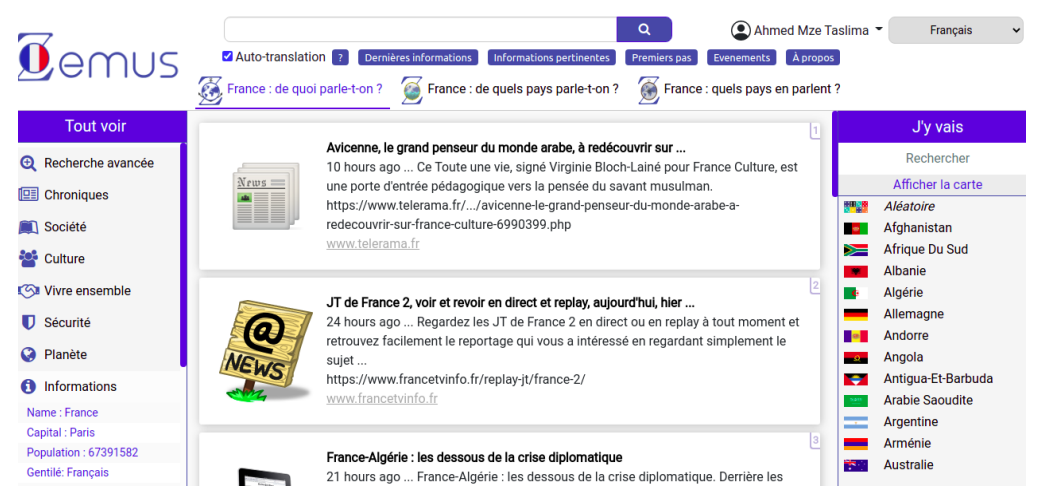 Zemus
Ahmed Mze Taslima
Français
Auto-translation ? Dernières informations Informations pertinentes Premiers pas Evenements À propos
France : de quoi parle-t-on ? France : de quels pays parle-t-on ? France : quels pays en parlent ?
Tout voir
Recherche avancée
Chroniques
Société
Culture
Vivre ensemble
Sécurité
Planète
Informations
Name : France
Capital : Paris
Population : 67391582
Gentilé: Français
1
News
Avicenne, le grand penseur du monde arabe, à redécouvrir sur ...
10 hours ago ... Ce Toute une vie, signé Virginie Bloch-Lainé pour France Culture, est
une porte d'entrée pédagogique vers la pensée du savant musulman.
https://www.telerama.fr/.../avicenne-le-grand-penseur-du-monde-arabe-a-
redecouvrir-sur-france-culture-6990399.php
www.telerama.fr
2
@
NEWS
JT de France 2, voir et revoir en direct et replay, aujourd'hui, hier ...
24 hours ago ... Regardez les JT de France 2 en direct ou en replay à tout moment et
retrouvez facilement le reportage qui vous a intéressé en regardant simplement le
sujet ...
https://www.francetvinfo.fr/replay-jt/france-2/
www.francetvinfo.fr
3
France-Algérie : les dessous de la crise diplomatique
21 hours ago ... France-Algérie : les dessous de la crise diplomatique. Derrière les
J'y vais
Rechercher
Afficher la carte
Aléatoire
Afghanistan
Afrique Du Sud
Albanie
Algérie
Allemagne
Andorre
Angola
Antigua-Et-Barbuda
Arabie Saoudite
Argentine
Arménie
Australie